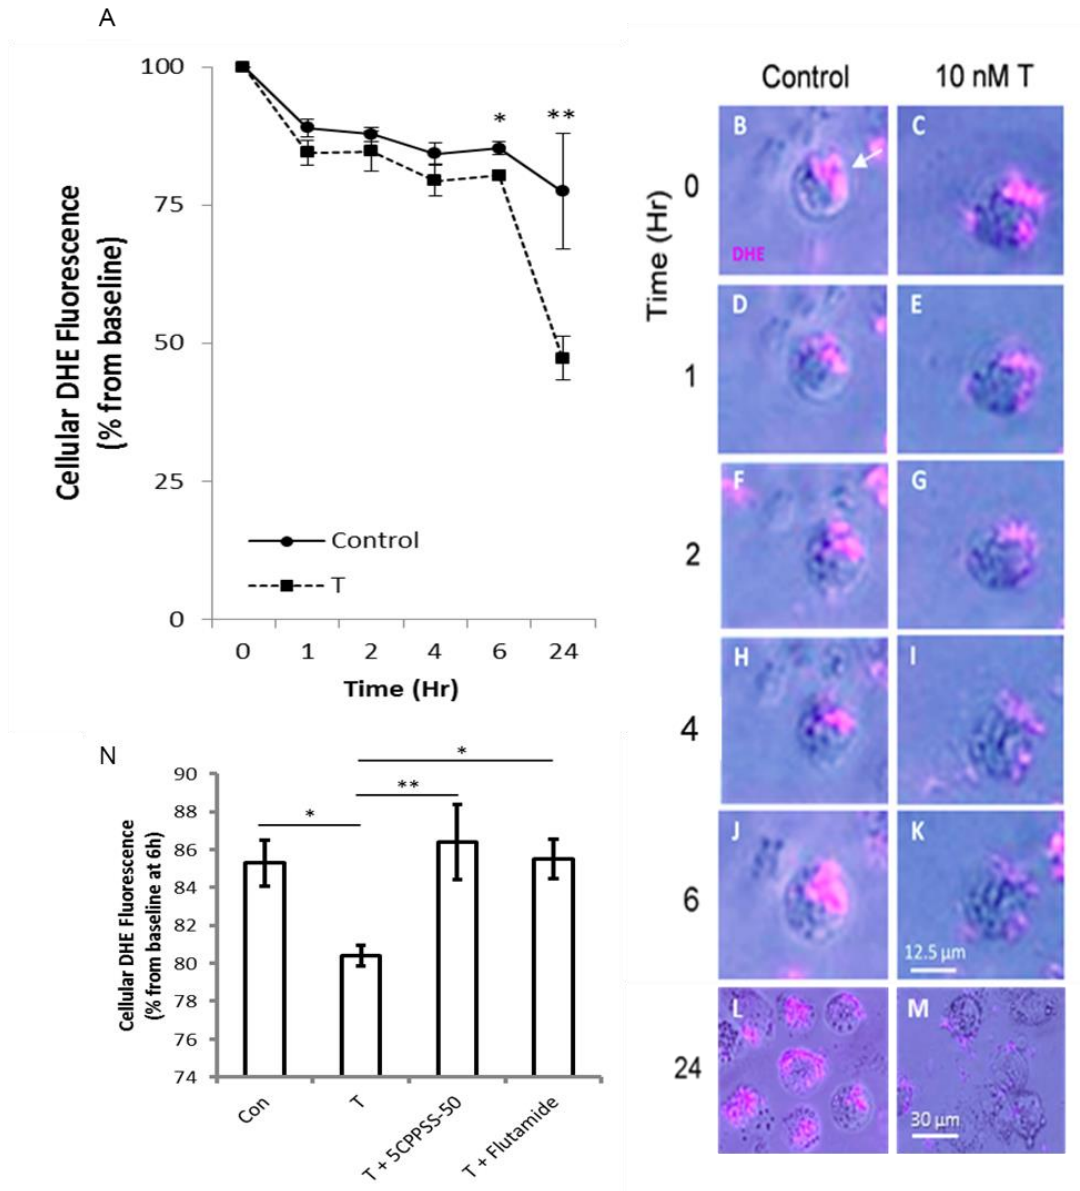 A
100
75
50
25
0
Cellular DHE Fluorescence
(% from baseline)
*
**
Control
T
0 1 2 4 6 24
Time (Hr)
Control 10 nM T
Time (Hr)
0
B
DHE
C
1
D
E
2
F
G
4
H
I
6
J
K
12.5 µm
24
L
M
30 µm
N
90
88
86
84
82
80
78
76
74
Cellular DHE Fluorescence
(% from baseline at 6h)
*
**
*
Con
T
T + 5CPPSS-50
T + Flutamide